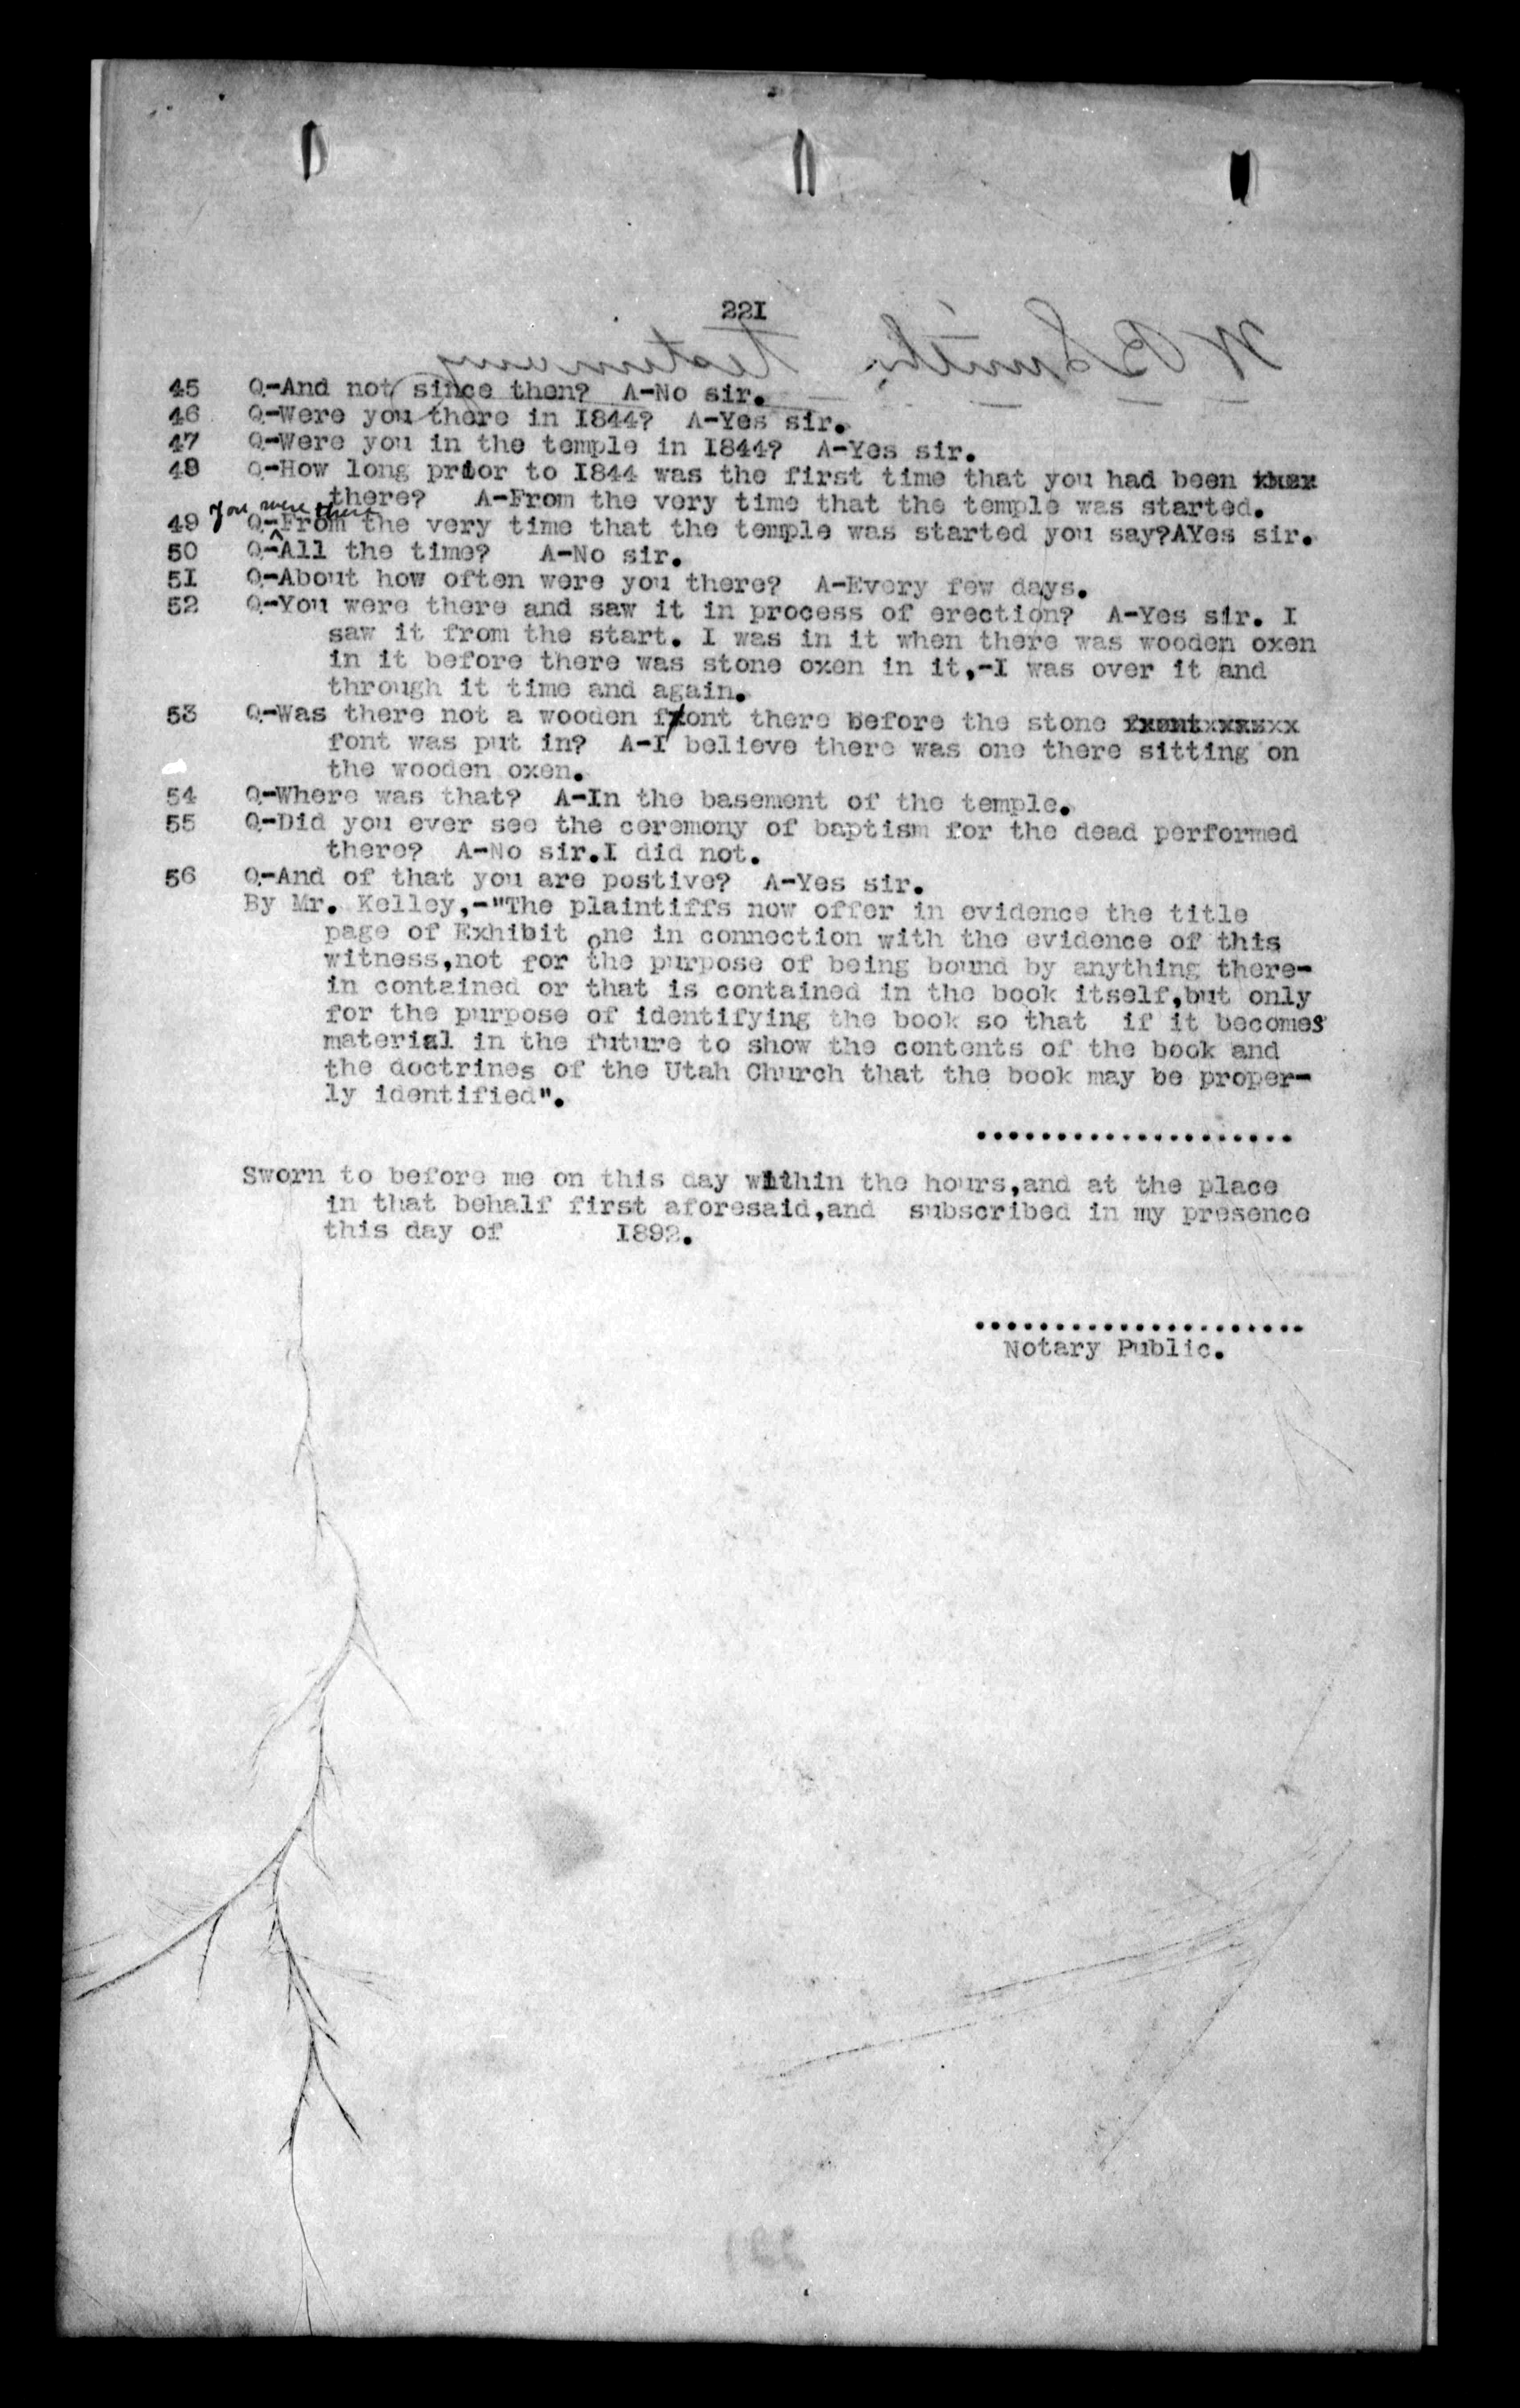 22I
W B Smith's testimony
45 Q-And not since then? A-No sir.
46 Q-Were you there in I844? A-Yes sir.
47 Q-Were you in the temple in I844? A-Yes sir.
48 Q-How long prior to I844 was the first time that you had been
there? A-From the very time that the temple was started.
you were there
49 Q-From the very time that the temple was started you say?AYes sir.
50 Q-All the time? A-No sir.
5I Q-About how often were you there? A-Every few days.
52 Q-You were there and saw it in process of erection? A-Yes sir. I
saw it from the start. I was in it when there was wooden oxen
in it before there was stone oxen in it,-I was over it and
through it time and again.
53 Q-Was there not a wooden font there before the stone
font was put in? A-I believe there was one there sitting on
the wooden oxen.
54 Q-Where was that? A-In the basement of the temple.
55 Q-Did you ever see the ceremony of baptism for the dead performed
there? A-No sir.I did not.
56 Q-And of that you are postive? A-Yes sir.
By Mr. Kelley,-"The plaintiffs now offer in evidence the title
page of Exhibit one in connection with the evidence of this
witness,not for the purpose of being bound by anything there-
in contained or that is contained in the book itself,but only
for the purpose of identifying the book so that if it becomes
material in the future to show the contents of the book and
the doctrines of the Utah Church that the book may be proper-
ly identified".
....................
Sworn to before me on this day within the hours,and at the place
in that behalf first aforesaid,and subscribed in my presence
this day of I892.
.....................
Notary Public.